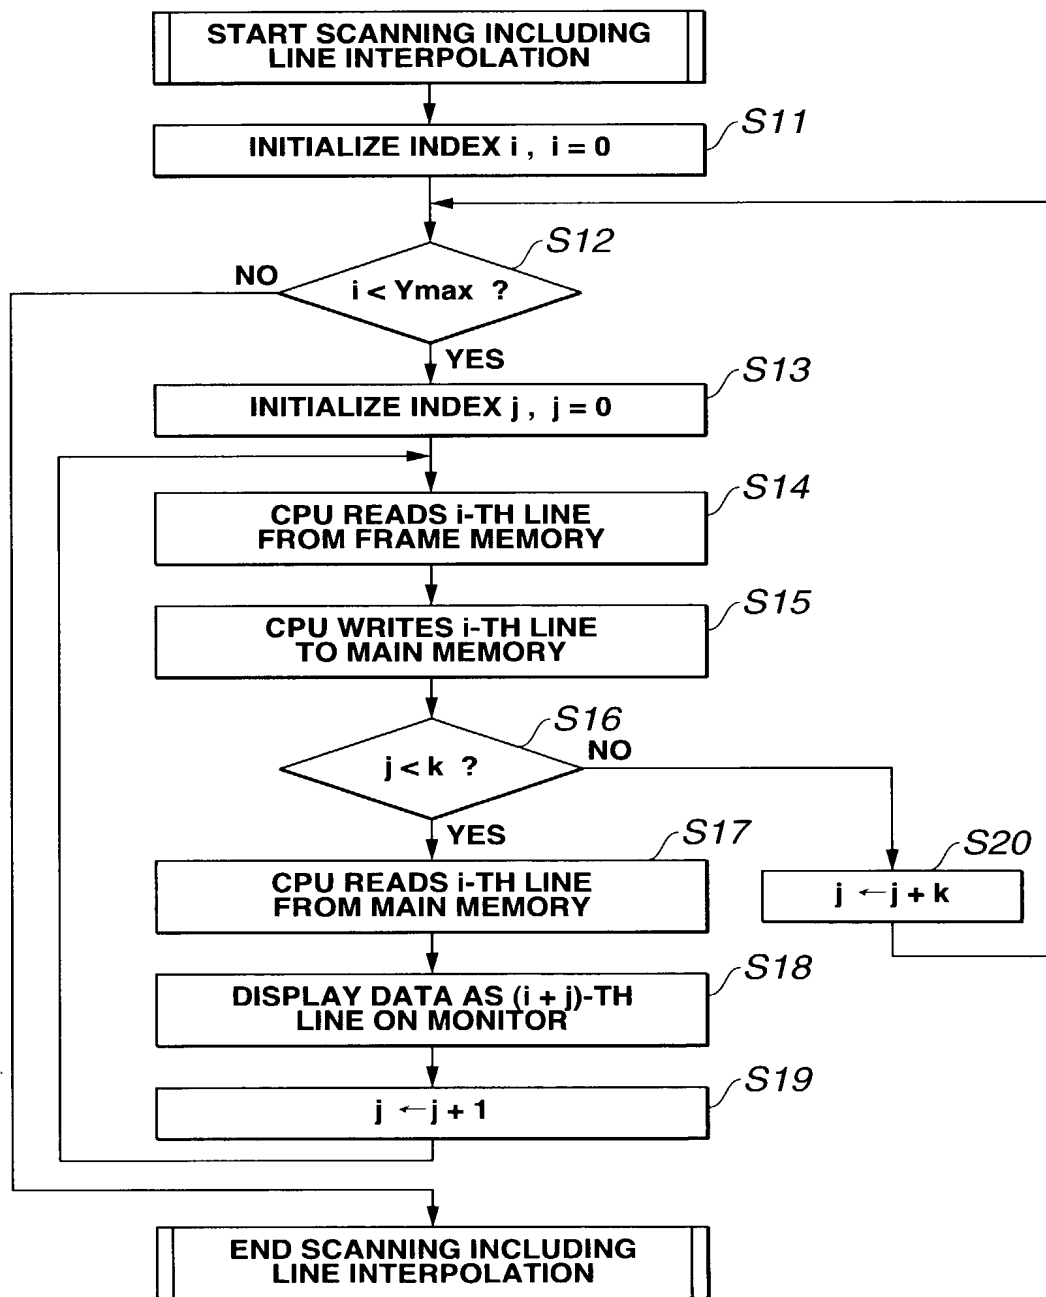 START SCANNING INCLUDING
LINE INTERPOLATION
S11
INITIALIZE INDEX i , i = 0
S12
NO
i < Ymax ?
YES
S13
INITIALIZE INDEX j , j = 0
S14
CPU READS i-TH LINE
FROM FRAME MEMORY
S15
CPU WRITES i-TH LINE
TO MAIN MEMORY
S16
NO
j < k ?
YES
S17
CPU READS i-TH LINE
FROM MAIN MEMORY
S20
j ← j + k
S18
DISPLAY DATA AS (i + j)-TH
LINE ON MONITOR
S19
j ← j + 1
END SCANNING INCLUDING
LINE INTERPOLATION